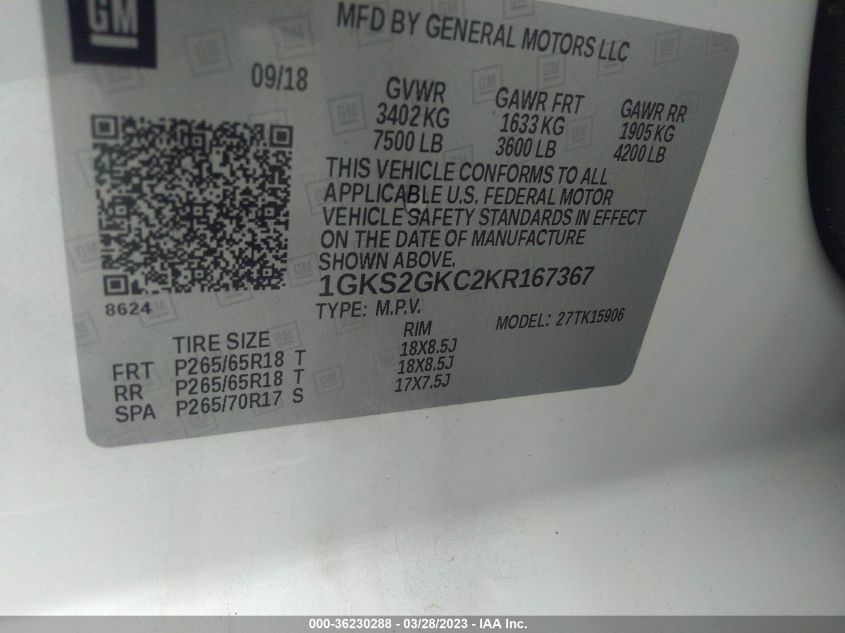 GM
MFD BY GENERAL MOTORS LLC
09/18
GVWR GAWR FRT GAWR RR
3402 KG 1633 KG 1905 KG
7500 LB 3600 LB 4200 LB
THIS VEHICLE CONFORMS TO ALL
APPLICABLE U.S. FEDERAL MOTOR
VEHICLE SAFETY STANDARDS IN EFFECT
ON THE DATE OF MANUFACTURE
SHOWN ABOVE.
1GKS2GKC2KR167367
8624
TYPE: M.P.V. MODEL: 27TK15906
TIRE SIZE RIM
FRT P265/65R18 T 18X8.5J
RR P265/65R18 T 18X8.5J
SPA P265/70R17 S 17X7.5J
000-36230288 - 03/28/2023 - IAA Inc.